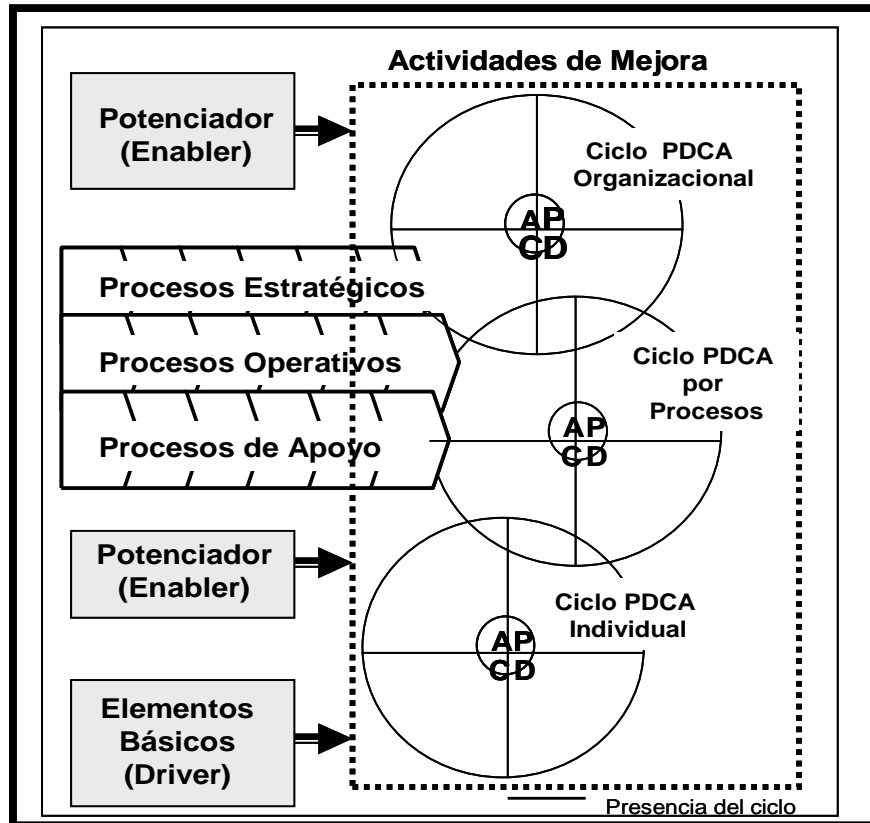 Actividades de Mejora
Potenciador
(Enabler)
Ciclo PDCA
Organizacional
AP
CD
Procesos Estratégicos
Procesos Operativos
Ciclo PDCA
por
Procesos
AP
CD
Procesos de Apoyo
Potenciador
(Enabler)
Ciclo PDCA
Individual
AP
CD
Elementos
Básicos
(Driver)
Presencia del ciclo